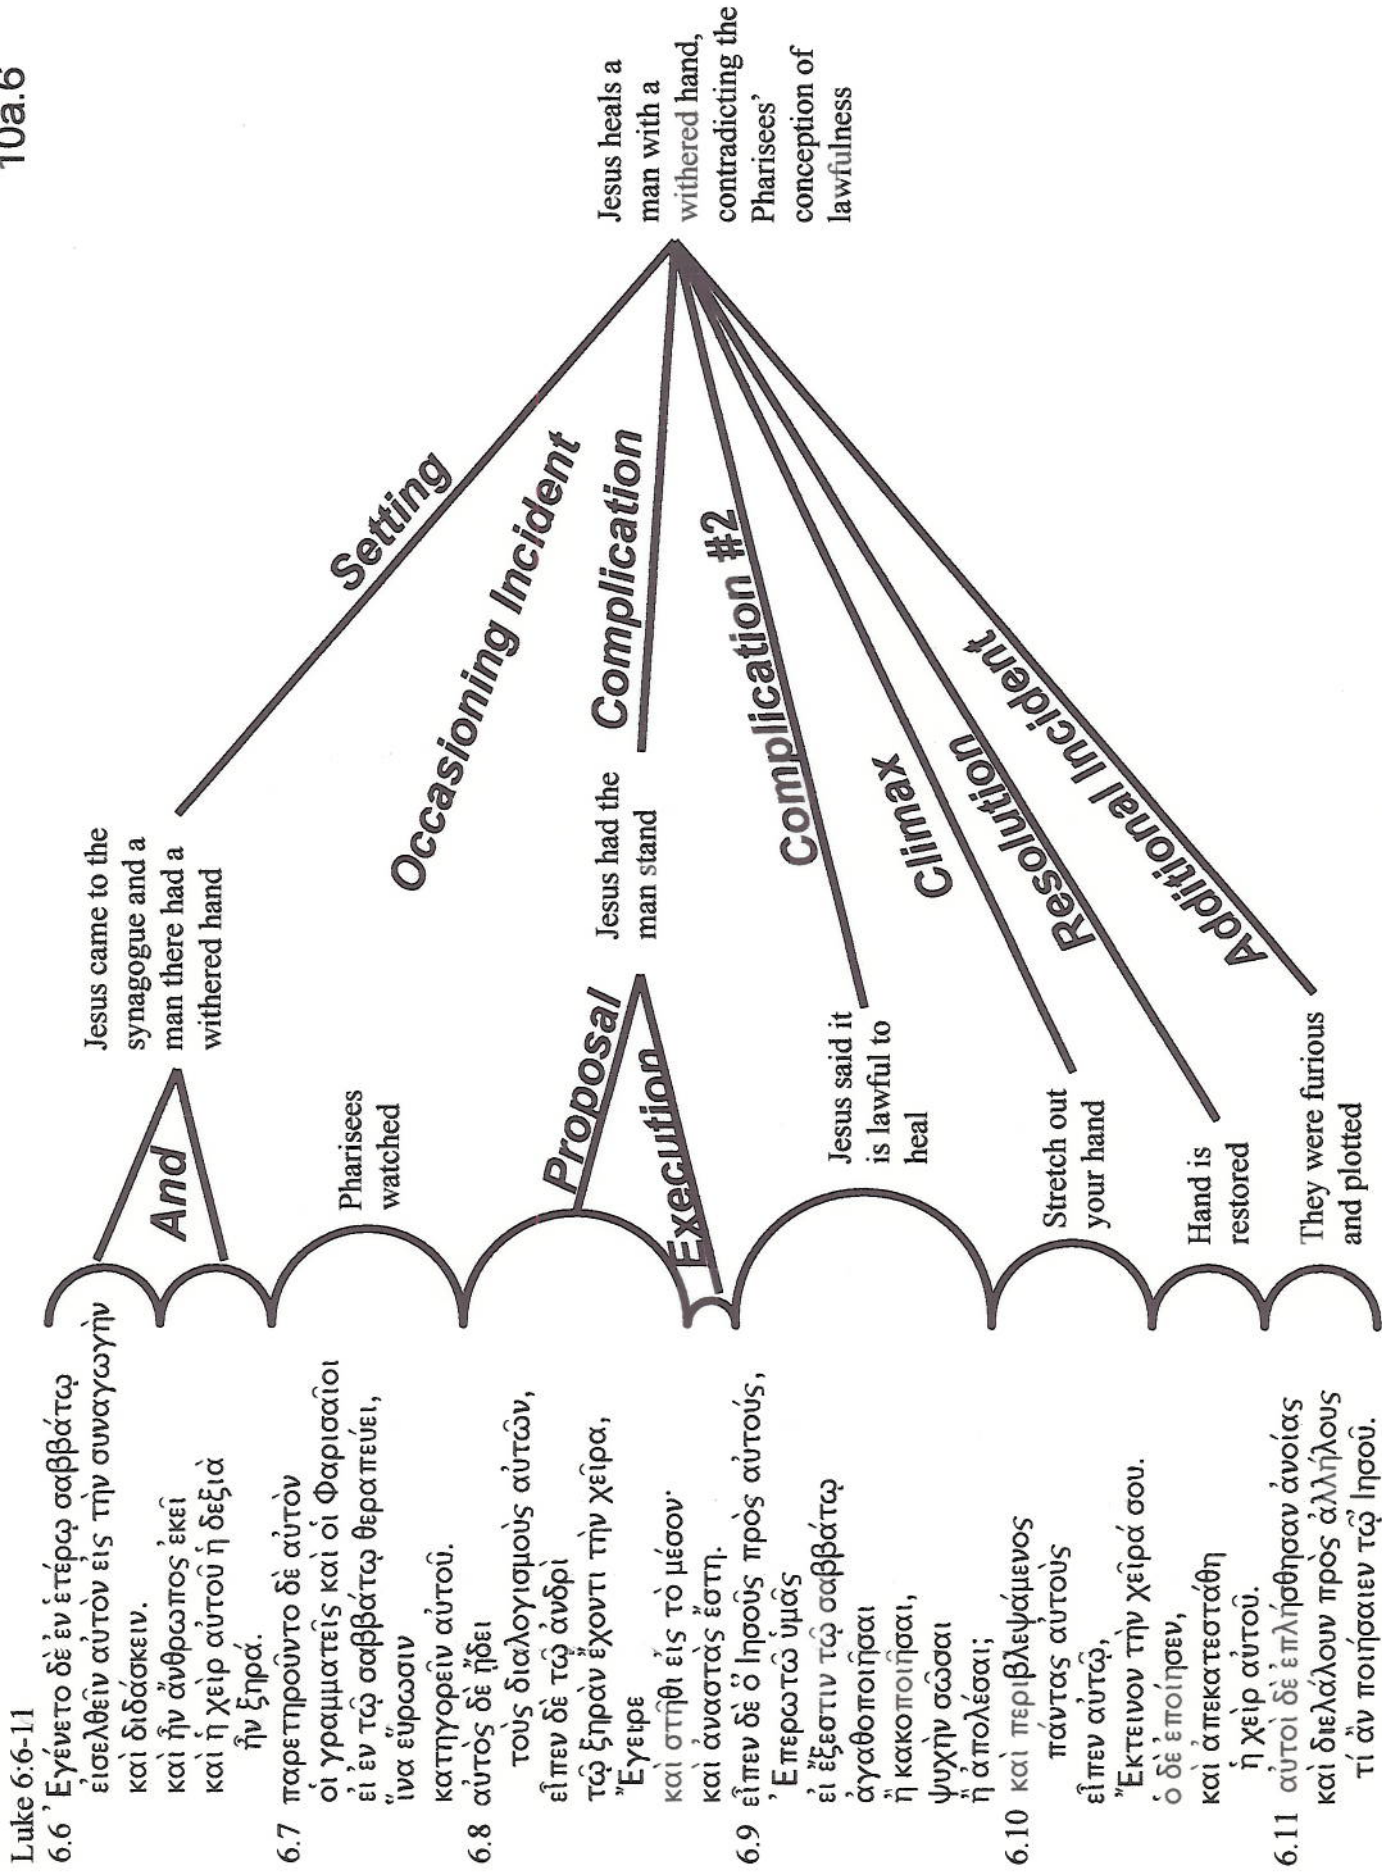 10a.6
Luke 6:6-11
6.6 Ἐγένετο δὲ ἐν ἑτέρῳ σαββάτῳ
εἰσελθεῖν αὐτὸν εἰς τὴν συναγωγὴν
καὶ διδάσκειν.
καὶ ἦν ἄνθρωπος ἐκεῖ
καὶ ἡ χεὶρ αὐτοῦ ἡ δεξιὰ
ἦν ξηρά.
6.7 παρετηροῦντο δὲ αὐτὸν
οἱ γραμματεῖς καὶ οἱ Φαρισαῖοι
εἰ ἐν τῷ σαββάτῳ θεραπεύει,
ἵνα εὕρωσιν
κατηγορεῖν αὐτοῦ.
6.8 αὐτὸς δὲ ᾔδει
τοὺς διαλογισμοὺς αὐτῶν,
εἶπεν δὲ τῷ ἀνδρὶ
τῷ ξηρὰν ἔχοντι τὴν χεῖρα,
Ἔγειρε
καὶ στῆθι εἰς τὸ μέσον·
καὶ ἀναστὰς ἔστη.
6.9 εἶπεν δὲ ὁ Ἰησοῦς πρὸς αὐτούς,
Ἐπερωτῶ ὑμᾶς
εἰ ἔξεστιν τῷ σαββάτῳ
ἀγαθοποιῆσαι
ἢ κακοποιῆσαι,
ψυχὴν σῶσαι
ἢ ἀπολέσαι;
6.10 καὶ περιβλεψάμενος
πάντας αὐτοὺς
εἶπεν αὐτῷ,
Ἔκτεινον τὴν χεῖρά σου.
ὁ δὲ ἐποίησεν,
καὶ ἀπεκατεστάθη
ἡ χεὶρ αὐτοῦ.
6.11 αὐτοὶ δὲ ἐπλήσθησαν ἀνοίας
καὶ διελάλουν πρὸς ἀλλήλους
τί ἂν ποιήσαιεν τῷ Ἰησοῦ.
And
Jesus came to the
synagogue and a
man there had a
withered hand
Setting
Pharisees
watched
Occasioning Incident
Proposal
Execution
Jesus had the
man stand
Complication
Jesus said it
is lawful to
heal
Complication #2
Stretch out
your hand
Climax
Hand is
restored
Resolution
They were furious
and plotted
Additional Incident
Jesus heals a
man with a
withered hand,
contradicting the
Pharisees'
conception of
lawfulness